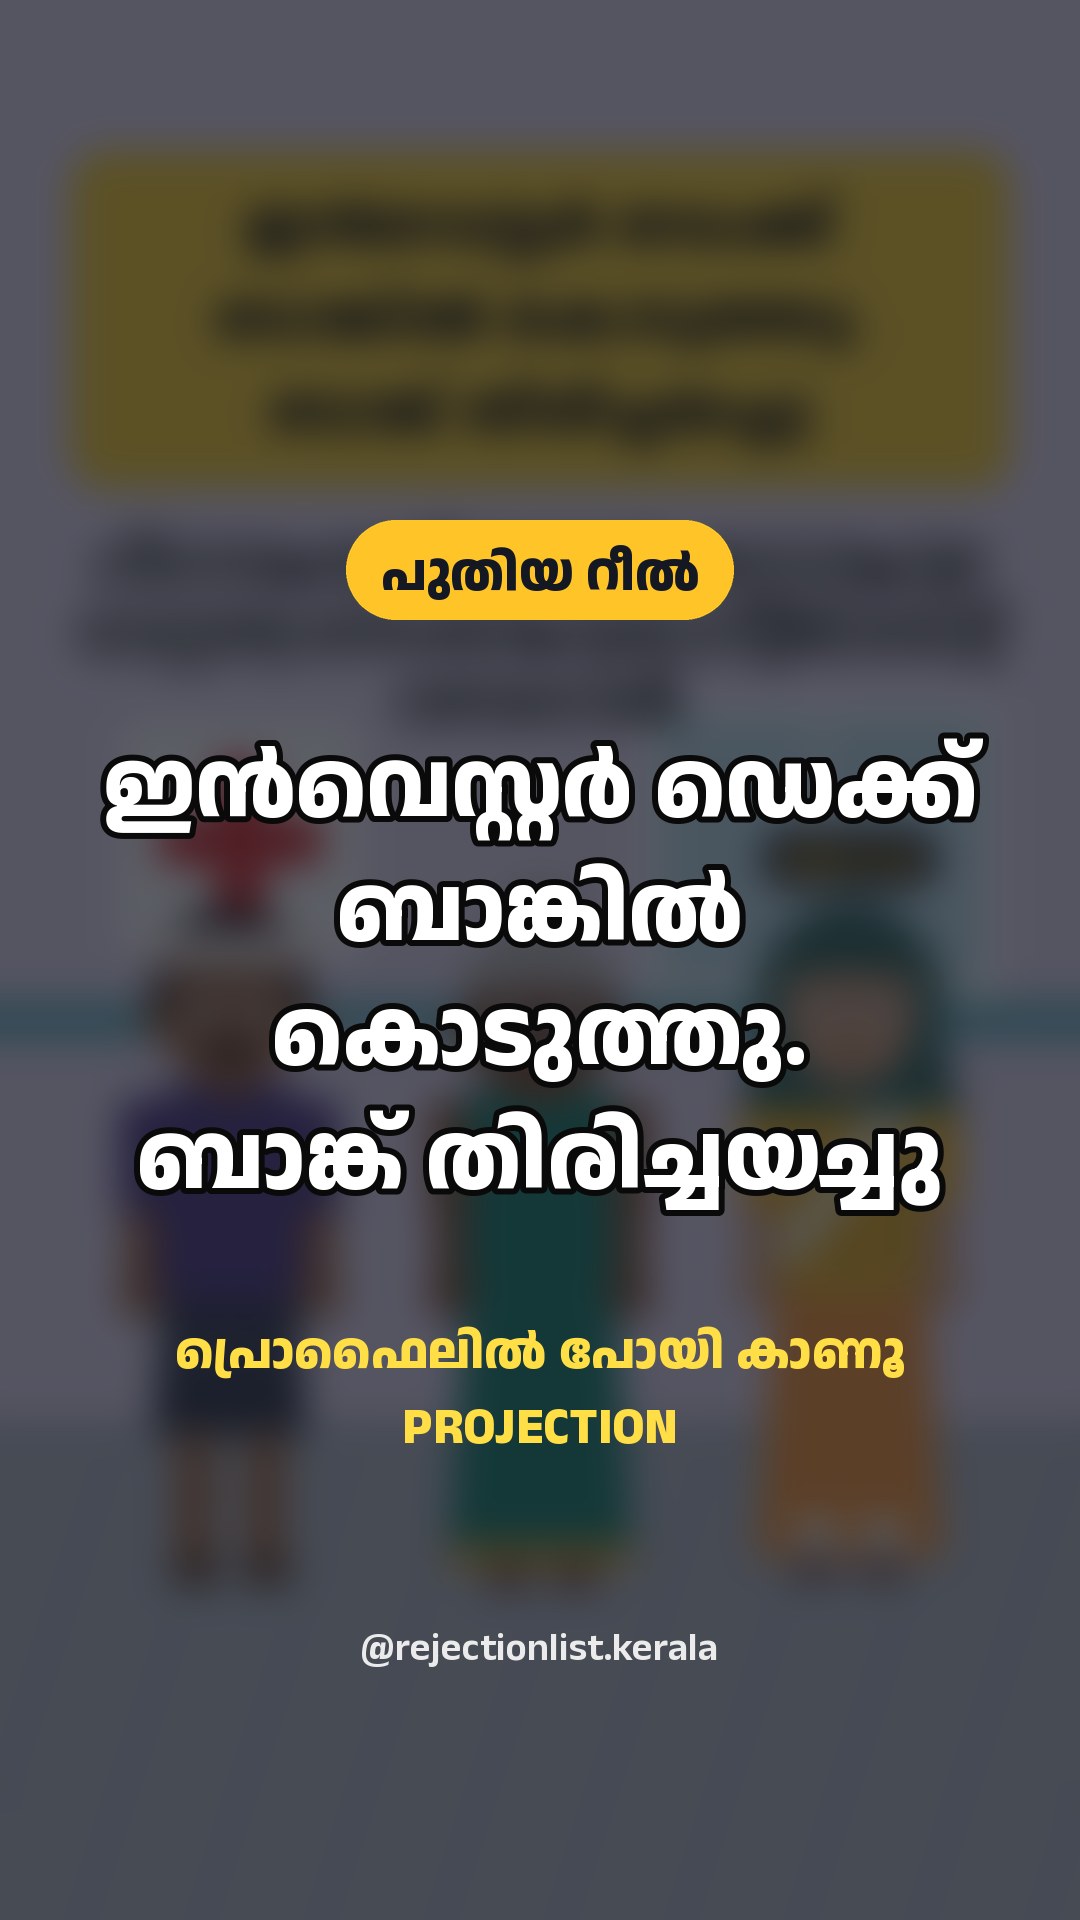 പുതിയ റീൽ
ഇൻവെസ്റ്റർ ഡെക്ക്
ബാങ്കിൽ
കൊടുത്തു.
ബാങ്ക് തിരിച്ചയച്ചു
പ്രൊഫൈലിൽ പോയി കാണൂ
PROJECTION
@rejectionlist.kerala